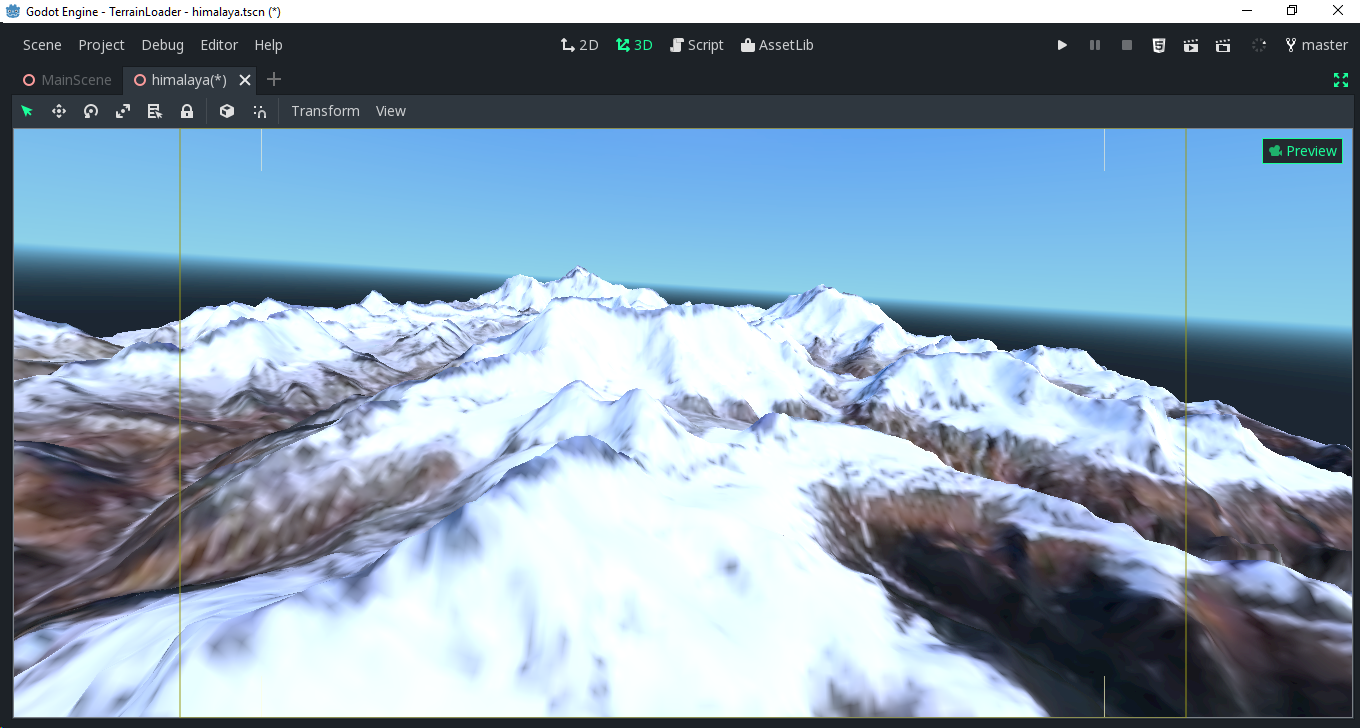 Godot Engine - TerrainLoader - himalaya.tscn (*)
Scene Project Debug Editor Help 2D 3D Script AssetLib master
MainScene himalaya(*)
Transform View
Preview